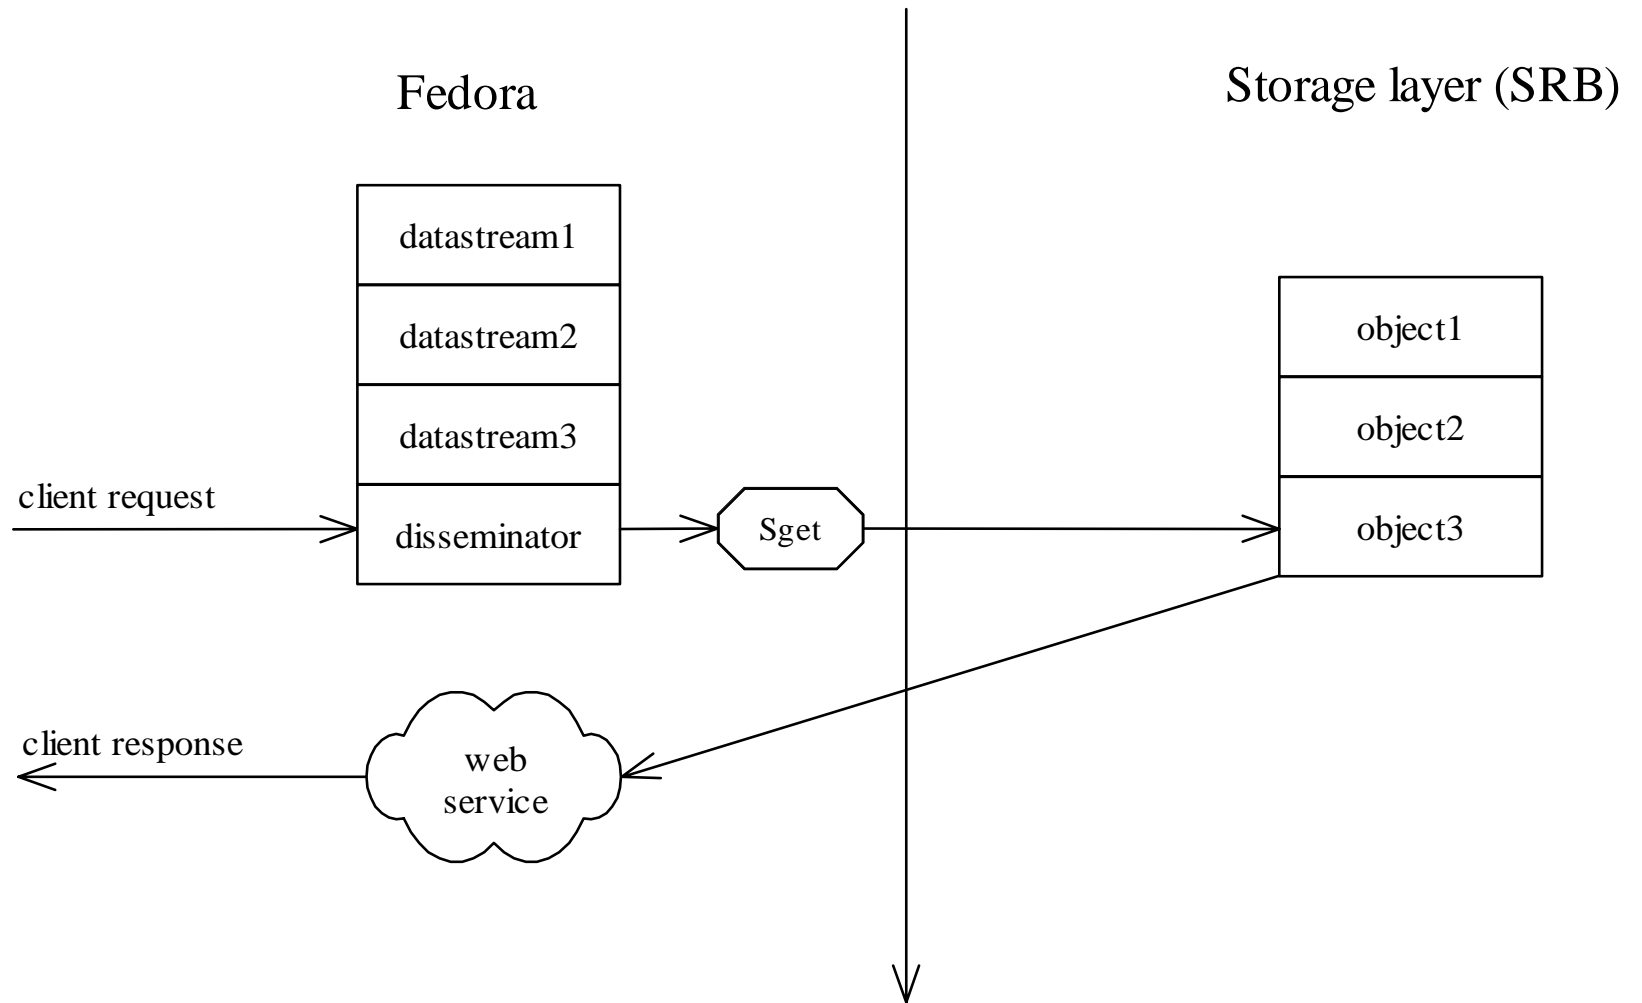 Fedora
Storage layer (SRB)
datastream1
datastream2
datastream3
disseminator
client request
Sget
object1
object2
object3
client response
web
service